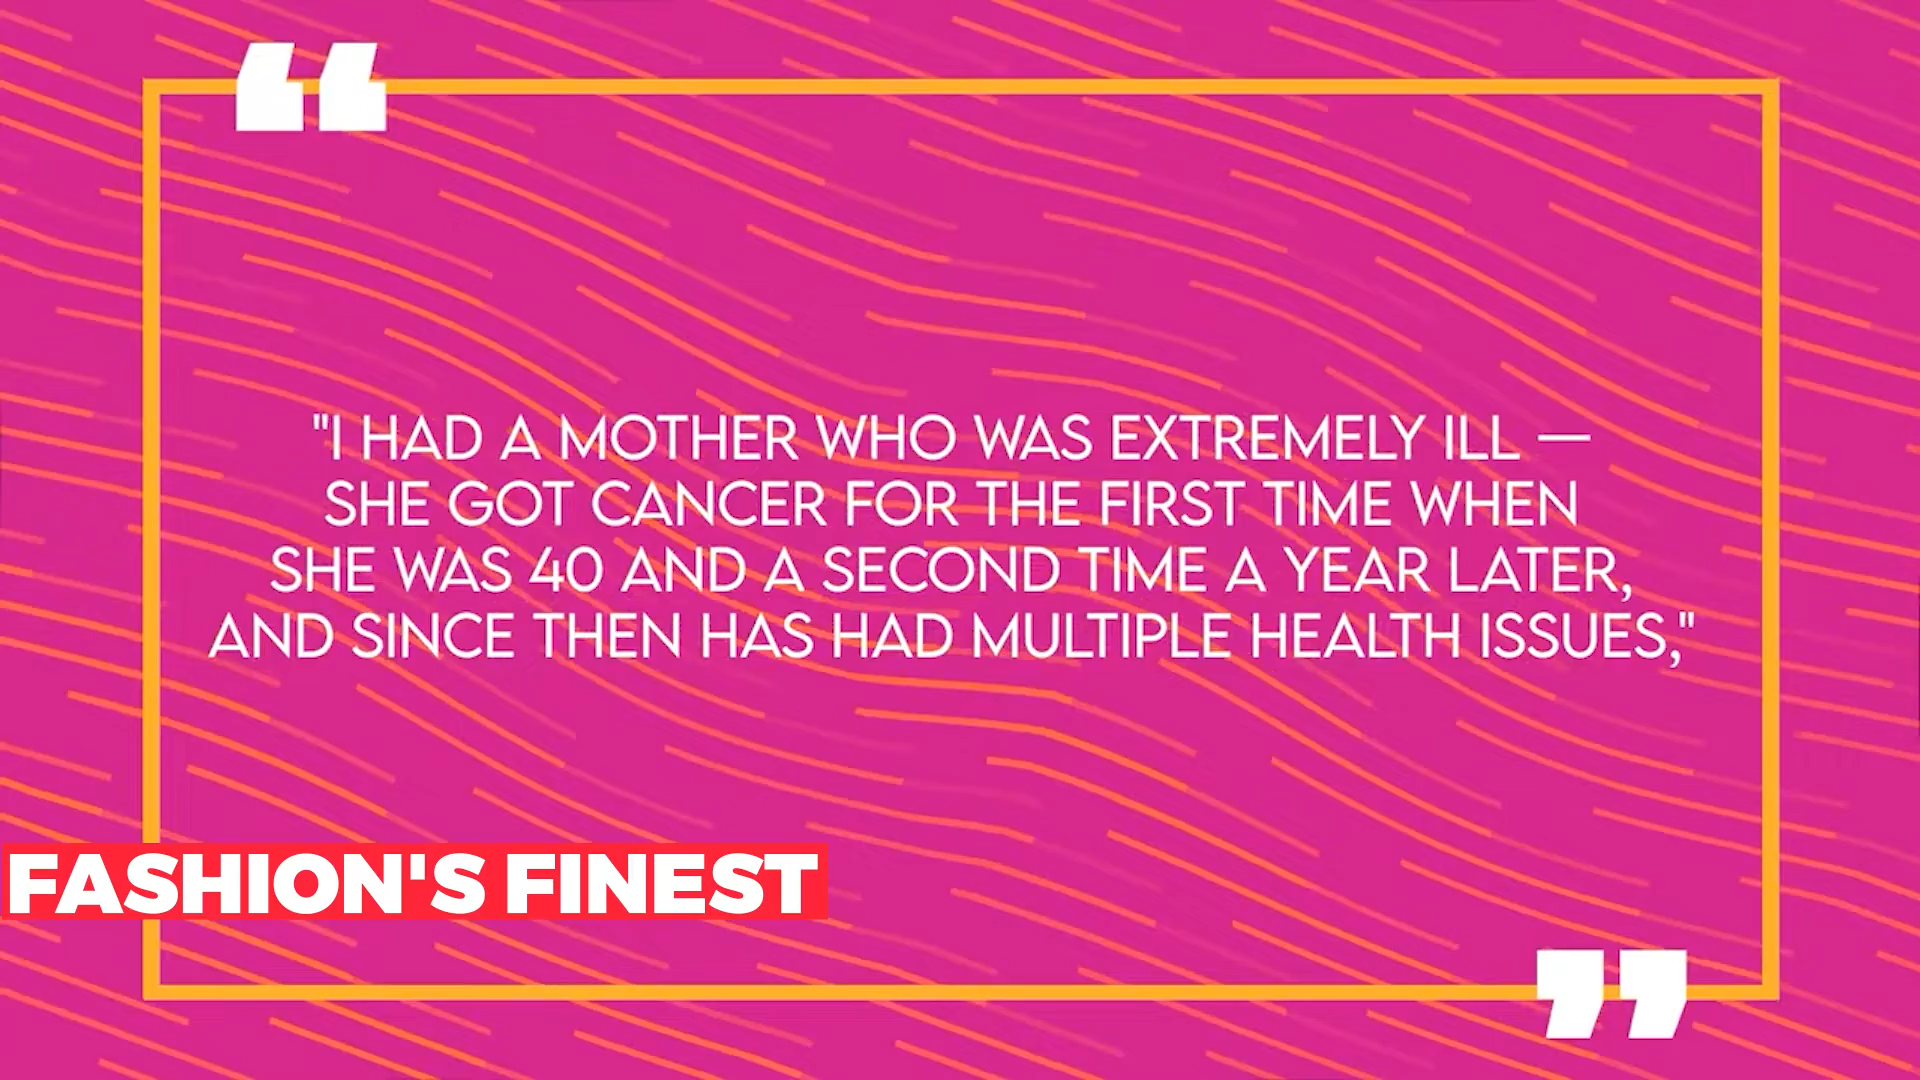 "I HAD A MOTHER WHO WAS EXTREMELY ILL —
SHE GOT CANCER FOR THE FIRST TIME WHEN
SHE WAS 40 AND A SECOND TIME A YEAR LATER,
AND SINCE THEN HAS HAD MULTIPLE HEALTH ISSUES,"
FASHION'S FINEST